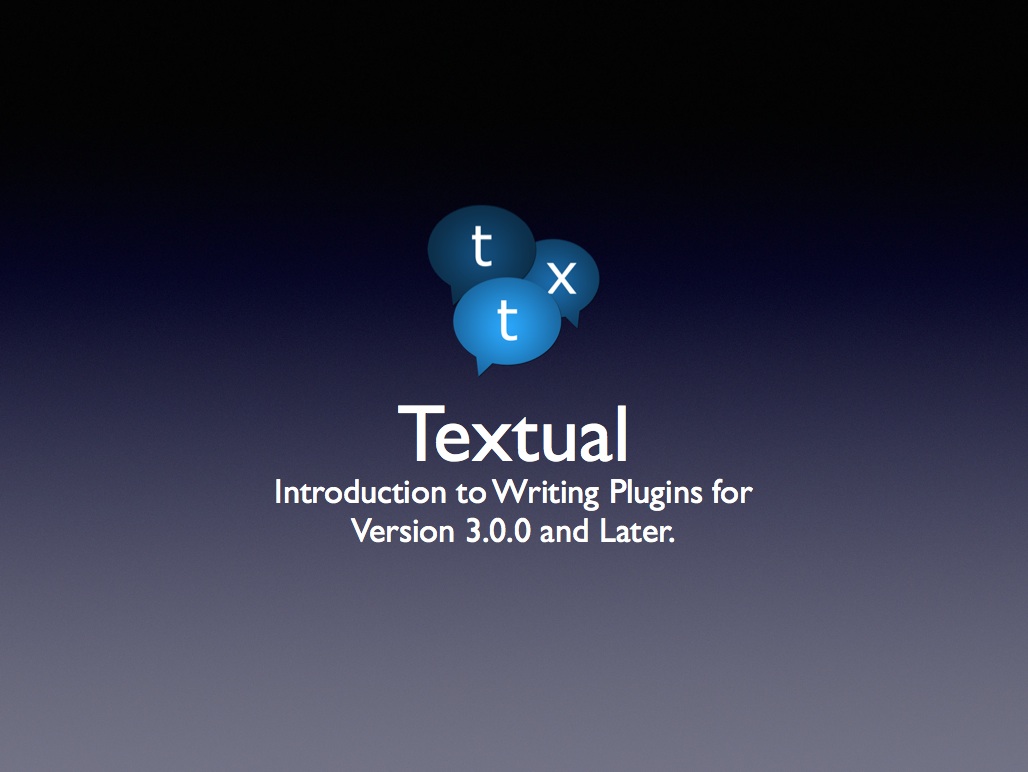 t
x
t
Textual
Introduction to Writing Plugins for
Version 3.0.0 and Later.